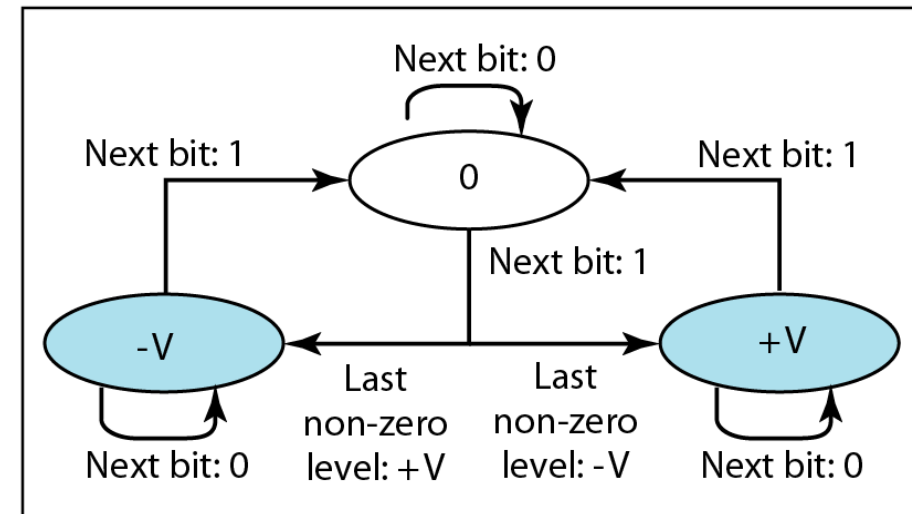 Next bit: 0
Next bit: 1
Next bit: 1
0
Next bit: 1
-V
+V
Last
non-zero
level: +V
Last
non-zero
level: -V
Next bit: 0
Next bit: 0